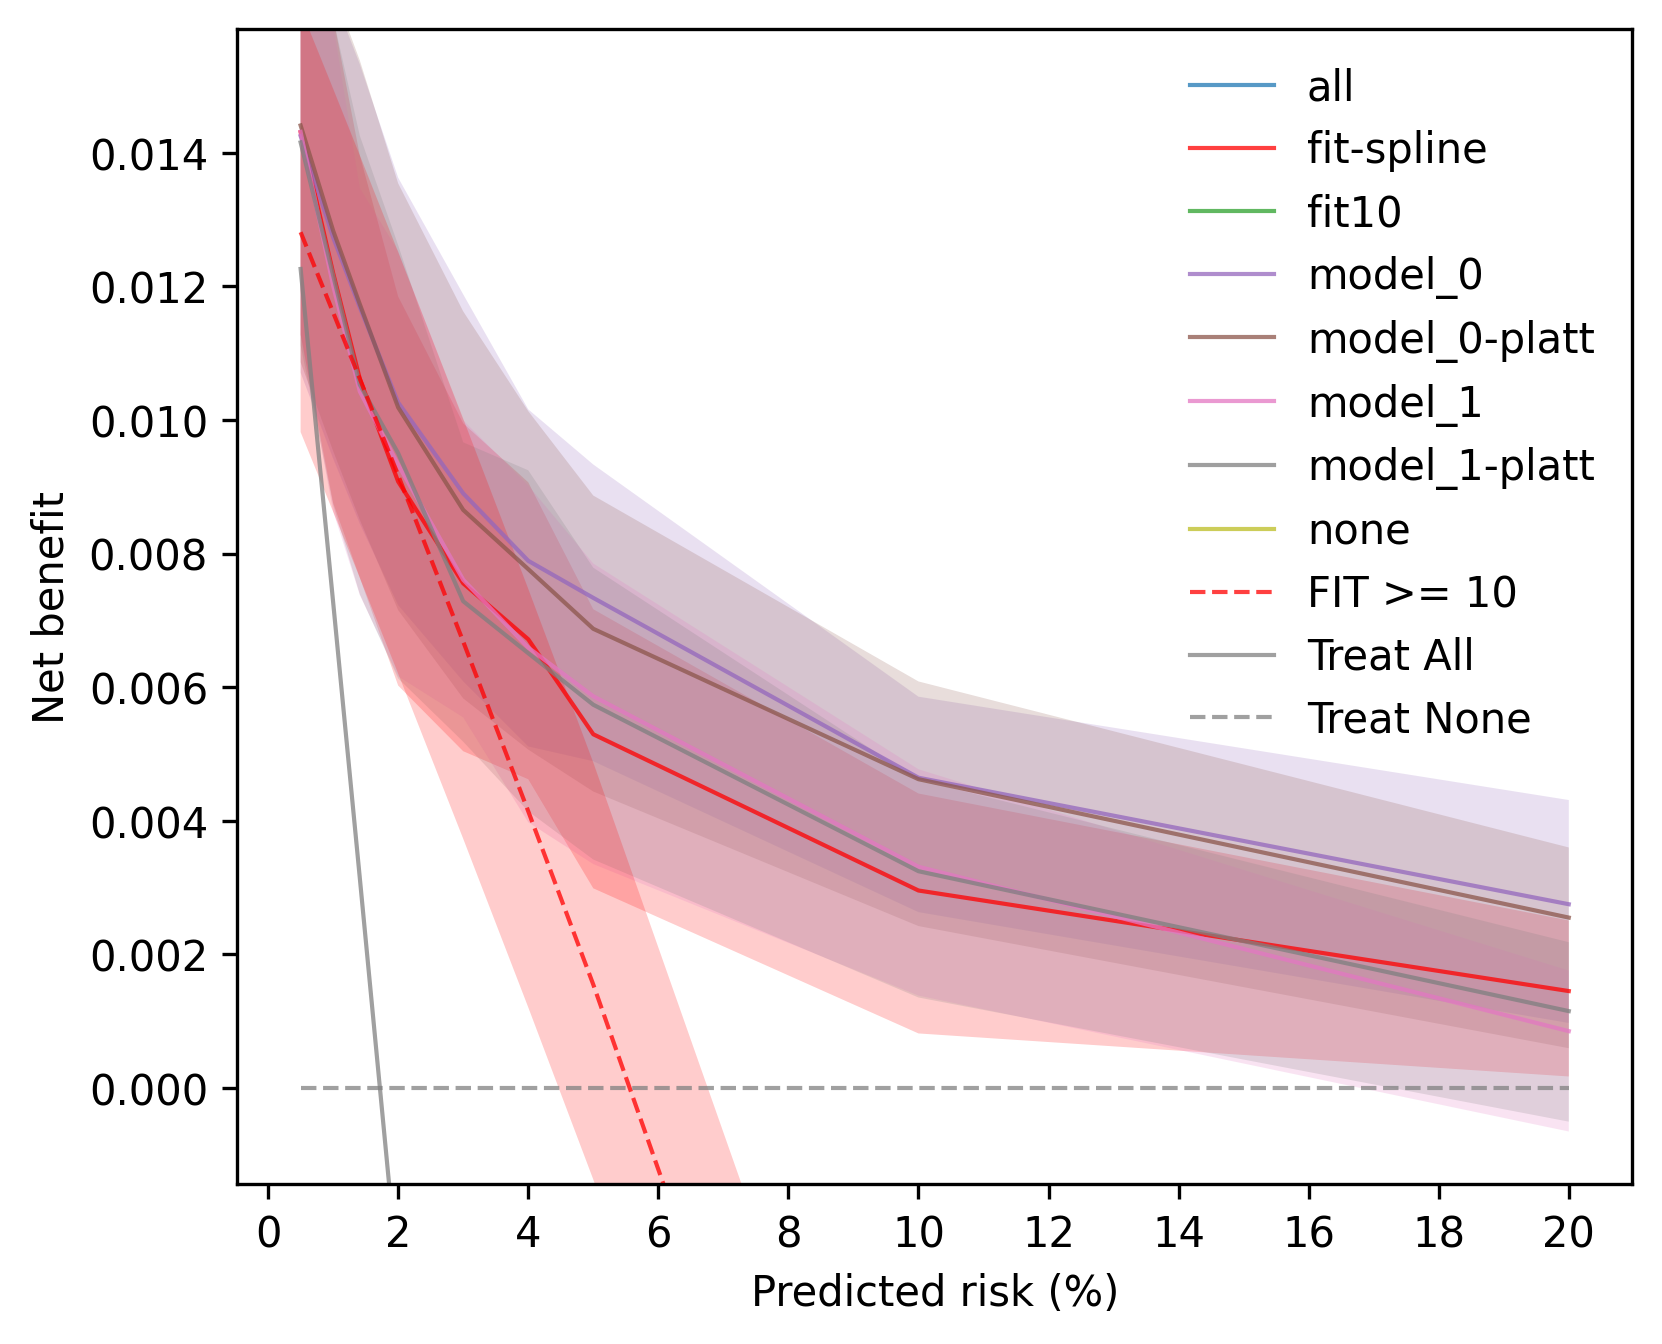 all
fit-spline
fit10
model_0
model_0-platt
model_1
model_1-platt
none
FIT >= 10
Treat All
Treat None
Net benefit
0.014
0.012
0.010
0.008
0.006
0.004
0.002
0.000
0 2 4 6 8 10 12 14 16 18 20
Predicted risk (%)